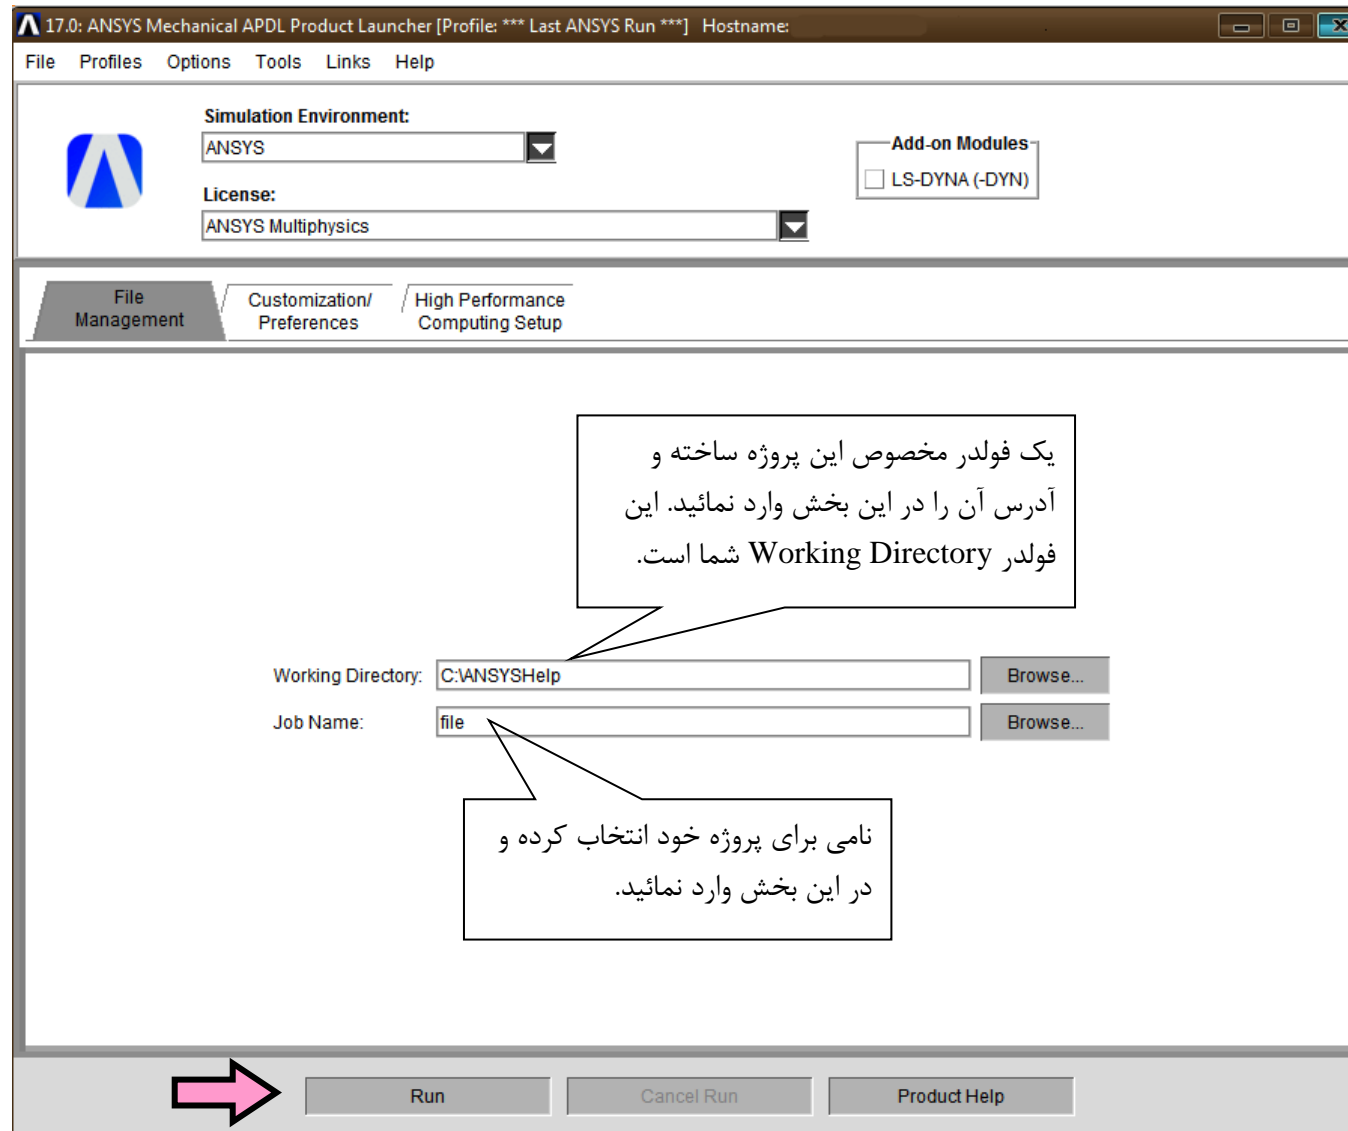 17.0: ANSYS Mechanical APDL Product Launcher [Profile: *** Last ANSYS Run ***] Hostname:
File Profiles Options Tools Links Help
Simulation Environment:
ANSYS
Add-on Modules
LS-DYNA (-DYN)
License:
ANSYS Multiphysics
File
Management
Customization/
Preferences
High Performance
Computing Setup
یک فولدر مخصوص این پروژه ساخته و
آدرس آن را در این بخش وارد نمائید. این
فولدر Working Directory شما است.
Working Directory: C:\ANSYSHelp Browse...
Job Name: file Browse...
نامی برای پروژه خود انتخاب کرده و
در این بخش وارد نمائید.
Run Cancel Run Product Help